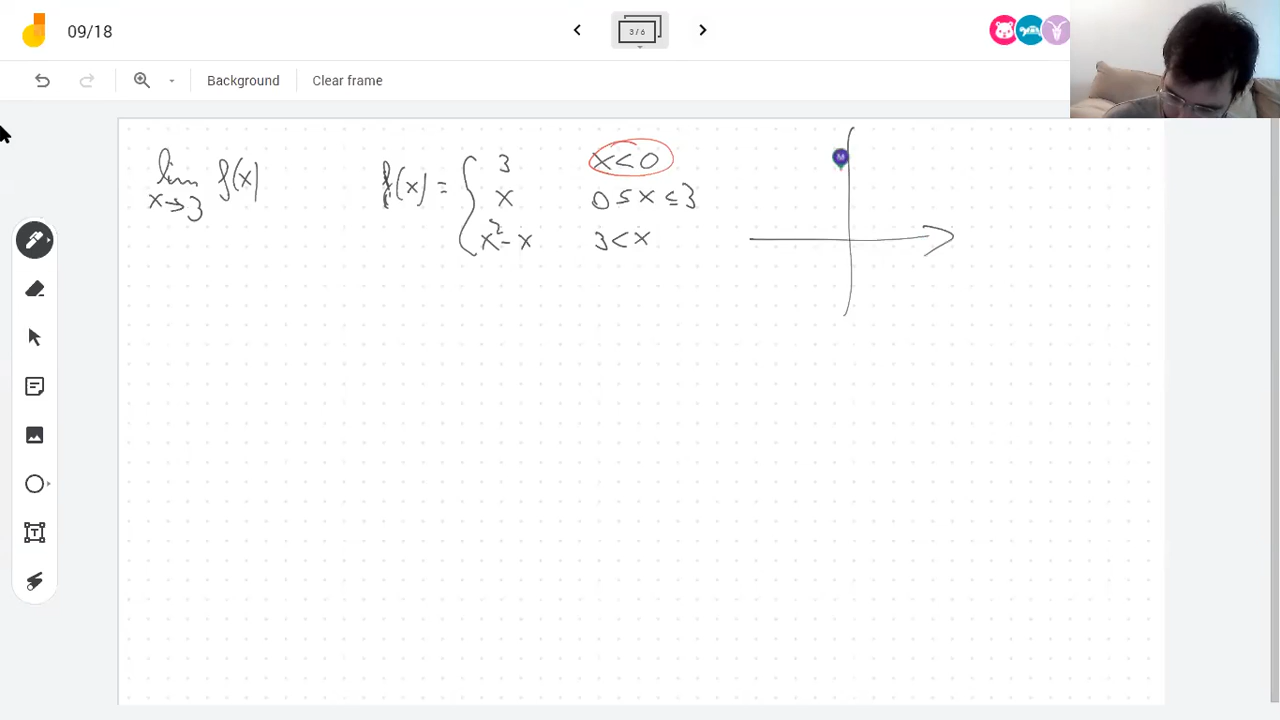 09/18
3/6
Background
Clear frame
lim f(x)
x→3
f(x) = { 3 x<0
x 0≤x≤3
x²-x 3<x
M
T